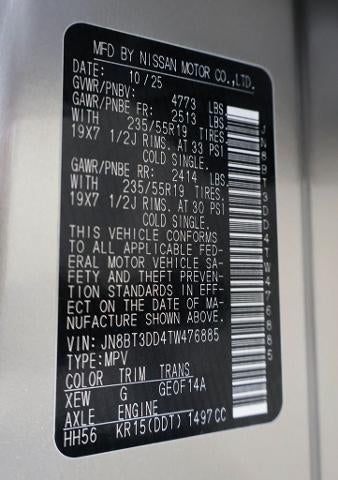 MFD BY NISSAN MOTOR CO.,LTD.
DATE: 10/25
GVWR/PNBV: 4773 LBS.
GAWR/PNBE FR: 2513 LBS.
WITH 235/55R19 TIRES.
19X7 1/2J RIMS. AT 33 PSI
COLD SINGLE.
GAWR/PNBE RR: 2414 LBS.
WITH 235/55R19 TIRES.
19X7 1/2J RIMS. AT 30 PSI
COLD SINGLE.
THIS VEHICLE CONFORMS
TO ALL APPLICABLE FED-
ERAL MOTOR VEHICLE SA-
FETY AND THEFT PREVEN-
TION STANDARDS IN EFF-
ECT ON THE DATE OF MA-
NUFACTURE SHOWN ABOVE.
VIN: JN8BT3DD4TW476885
TYPE:MPV
COLOR TRIM TRANS
XEW G GEOF14A
AXLE ENGINE
HH56 KR15(DDT) 1497CC
JN8BT3DD4TW476885